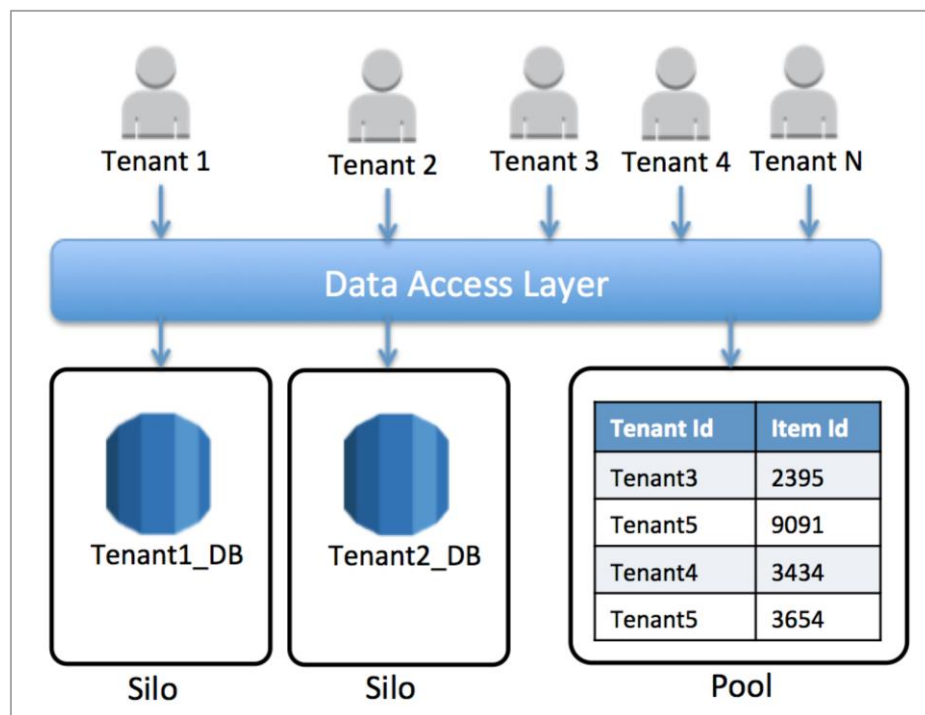 Tenant 1
Tenant 2
Tenant 3
Tenant 4
Tenant N
Data Access Layer
Tenant1_DB
Tenant2_DB
Tenant Id Item Id
Tenant3 2395
Tenant5 9091
Tenant4 3434
Tenant5 3654
Silo
Silo
Pool